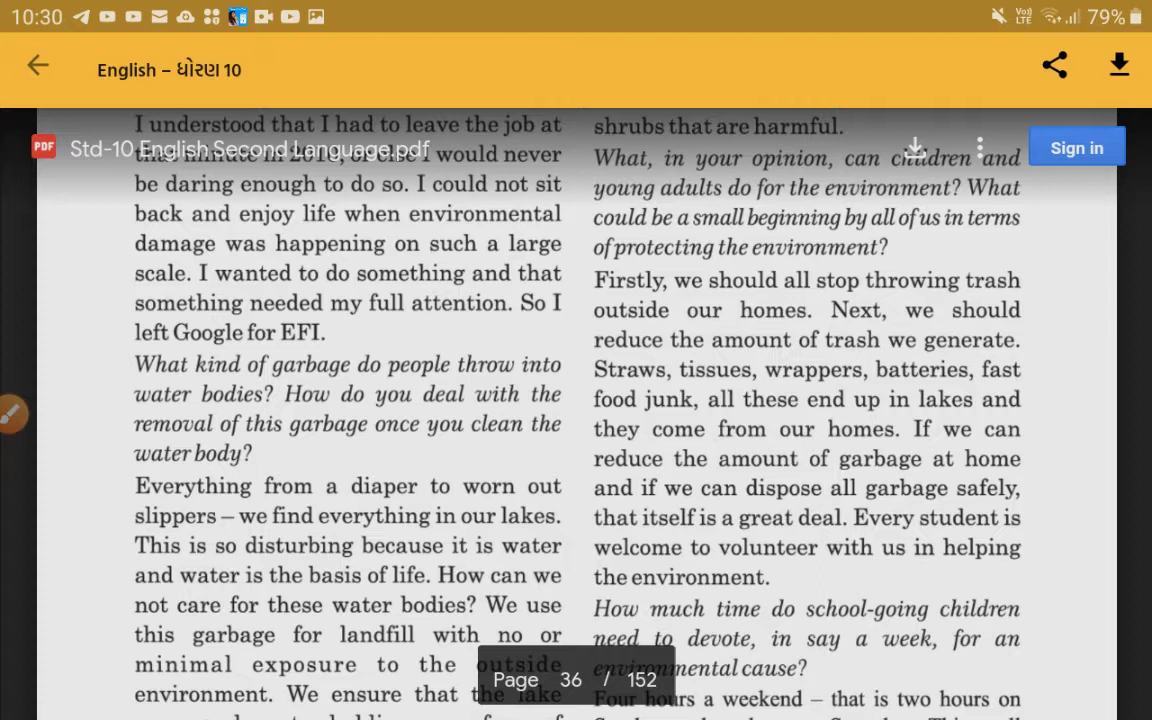 10:30
79%
English – ધોરણ 10
Std-10 English Second Language.pdf
Sign in
I understood that I had to leave the job at
that minute in
I would never
be daring enough to do so. I could not sit
back and enjoy life when environmental
damage was happening on such a large
scale. I wanted to do something and that
something needed my full attention. So I
left Google for EFI.
What kind of garbage do people throw into
water bodies? How do you deal with the
removal of this garbage once you clean the
water body?
Everything from a diaper to worn out
slippers – we find everything in our lakes.
This is so disturbing because it is water
and water is the basis of life. How can we
not care for these water bodies? We use
this garbage for landfill with no or
minimal exposure to the outside
environment. We ensure that the lake
shrubs that are harmful.
What, in your opinion, can children and
young adults do for the environment? What
could be a small beginning by all of us in terms
of protecting the environment?
Firstly, we should all stop throwing trash
outside our homes. Next, we should
reduce the amount of trash we generate.
Straws, tissues, wrappers, batteries, fast
food junk, all these end up in lakes and
they come from our homes. If we can
reduce the amount of garbage at home
and if we can dispose all garbage safely,
that itself is a great deal. Every student is
welcome to volunteer with us in helping
the environment.
How much time do school-going children
need to devote, in say a week, for an
environmental cause?
Four hours a weekend – that is two hours on
Page 36 / 152